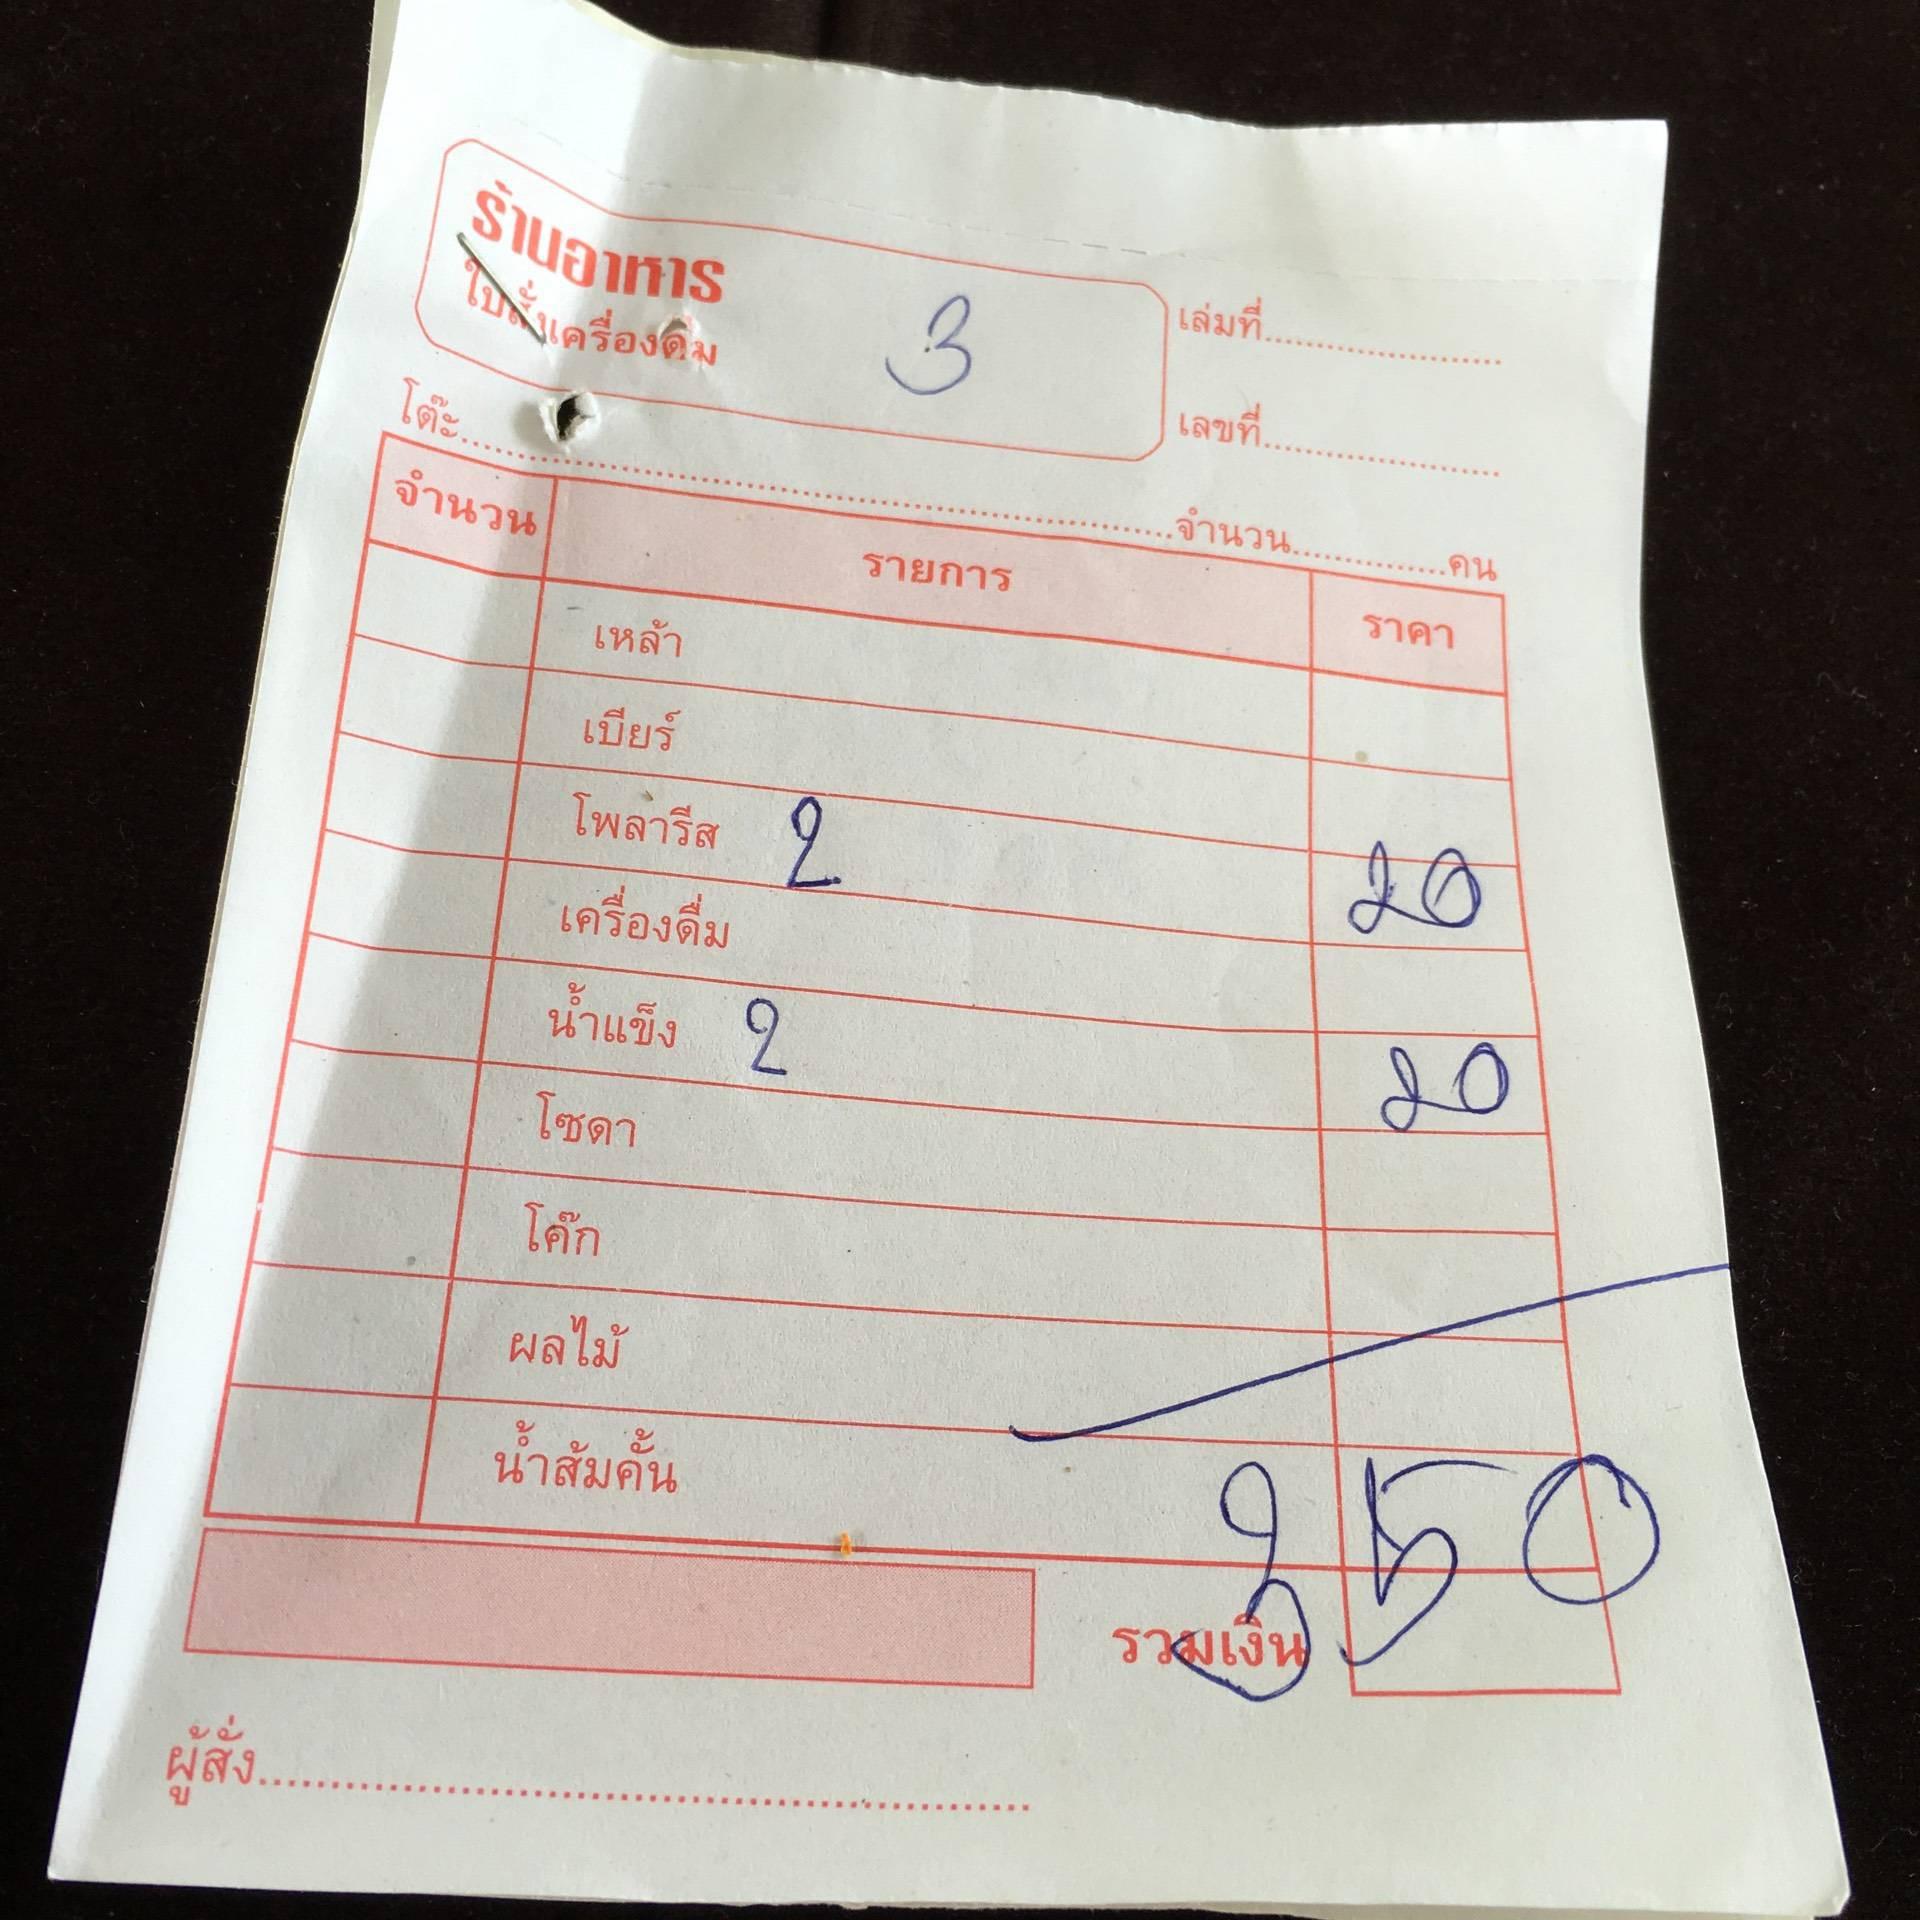 ร้านอาหาร
ใบสั่งเครื่องดื่ม
3
เล่มที่........................
เลขที่........................
โต๊ะ........................จำนวน...............คน
จำนวน รายการ ราคา
เหล้า
เบียร์
โพลารีส 2 20
เครื่องดื่ม
น้ำแข็ง 2 20
โซดา
โค๊ก
ผลไม้
น้ำส้มคั้น
รวมเงิน 350
ผู้สั่ง........................